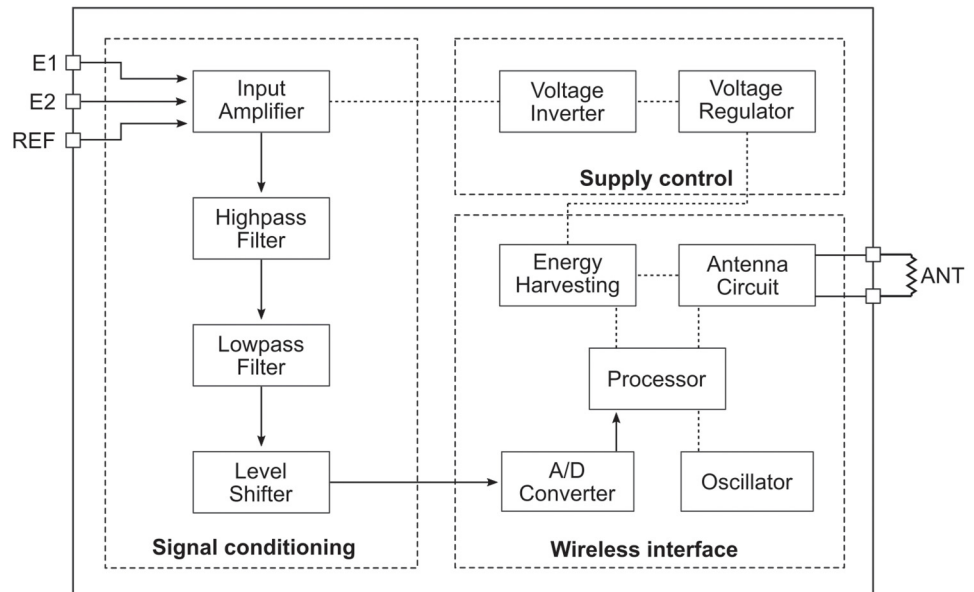 E1
E2
REF
Input
Amplifier
Highpass
Filter
Lowpass
Filter
Level
Shifter
Signal conditioning
Voltage
Inverter
Voltage
Regulator
Supply control
Energy
Harvesting
Antenna
Circuit
ANT
Processor
A/D
Converter
Oscillator
Wireless interface